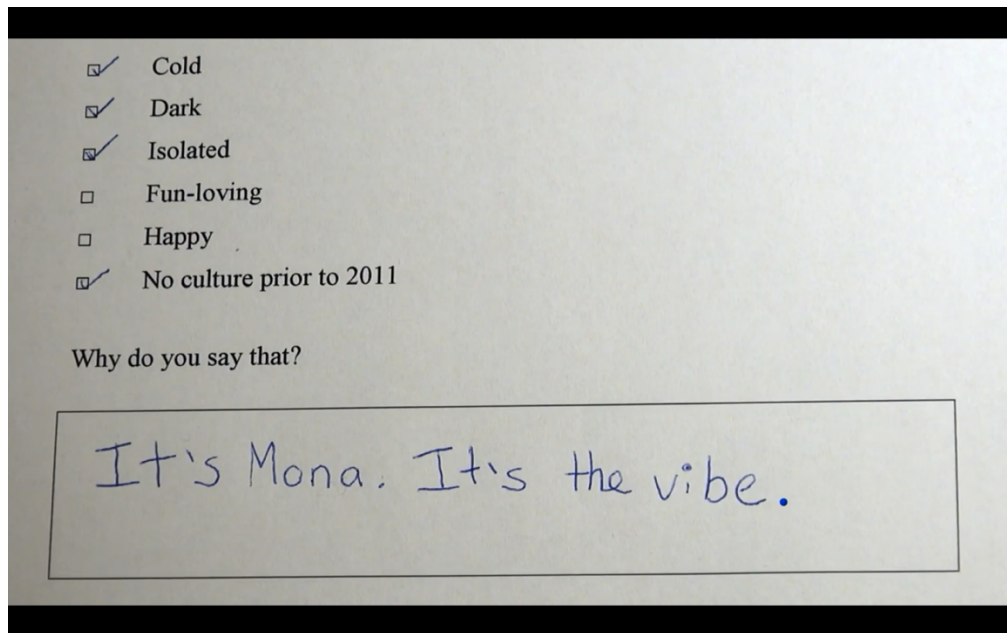 Cold
Dark
Isolated
Fun-loving
Happy
No culture prior to 2011
Why do you say that?
It's Mona. It's the vibe.